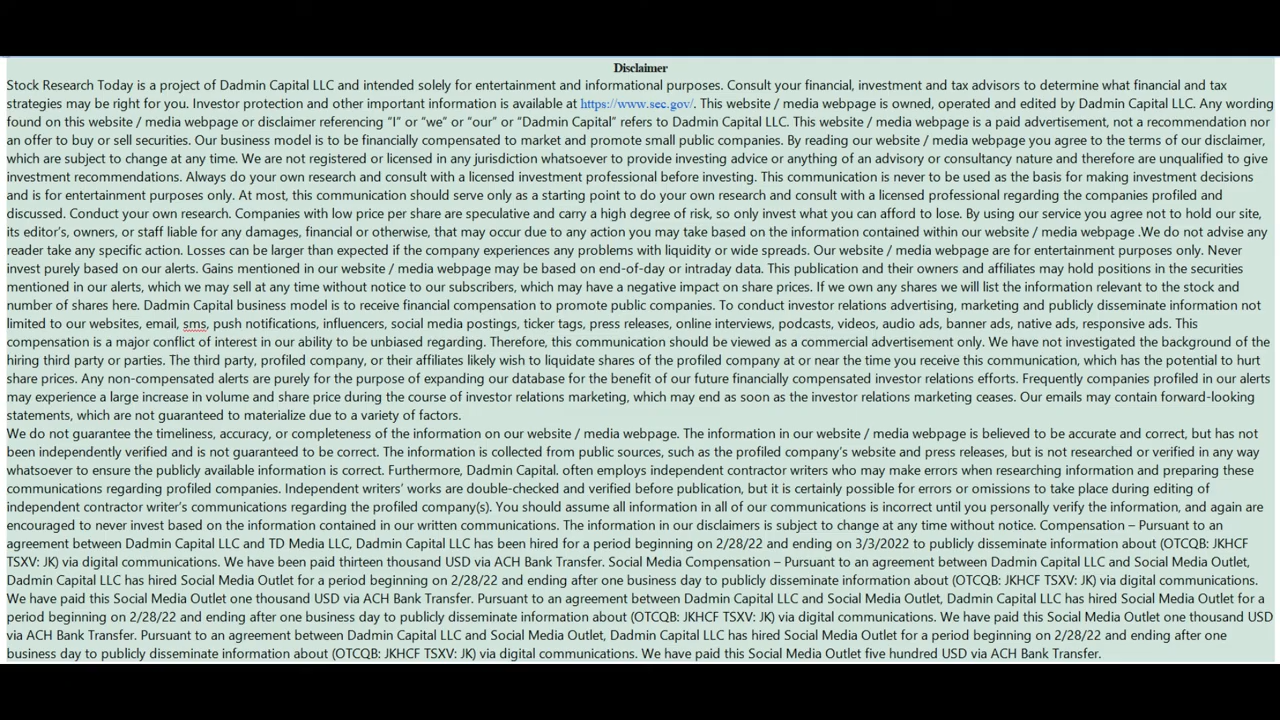 Disclaimer
Stock Research Today is a project of Dadmin Capital LLC and intended solely for entertainment and informational purposes. Consult your financial, investment and tax advisors to determine what financial and tax
strategies may be right for you. Investor protection and other important information is available at https://www.sec.gov/. This website / media webpage is owned, operated and edited by Dadmin Capital LLC. Any wording
found on this website / media webpage or disclaimer referencing “I” or “we” or “our” or “Dadmin Capital” refers to Dadmin Capital LLC. This website / media webpage is a paid advertisement, not a recommendation nor
an offer to buy or sell securities. Our business model is to be financially compensated to market and promote small public companies. By reading our website / media webpage you agree to the terms of our disclaimer,
which are subject to change at any time. We are not registered or licensed in any jurisdiction whatsoever to provide investing advice or anything of an advisory or consultancy nature and therefore are unqualified to give
investment recommendations. Always do your own research and consult with a licensed investment professional before investing. This communication is never to be used as the basis for making investment decisions
and is for entertainment purposes only. At most, this communication should serve only as a starting point to do your own research and consult with a licensed professional regarding the companies profiled and
discussed. Conduct your own research. Companies with low price per share are speculative and carry a high degree of risk, so only invest what you can afford to lose. By using our service you agree not to hold our site,
its editor’s, owners, or staff liable for any damages, financial or otherwise, that may occur due to any action you may take based on the information contained within our website / media webpage .We do not advise any
reader take any specific action. Losses can be larger than expected if the company experiences any problems with liquidity or wide spreads. Our website / media webpage are for entertainment purposes only. Never
invest purely based on our alerts. Gains mentioned in our website / media webpage may be based on end-of-day or intraday data. This publication and their owners and affiliates may hold positions in the securities
mentioned in our alerts, which we may sell at any time without notice to our subscribers, which may have a negative impact on share prices. If we own any shares we will list the information relevant to the stock and
number of shares here. Dadmin Capital business model is to receive financial compensation to promote public companies. To conduct investor relations advertising, marketing and publicly disseminate information not
limited to our websites, email, sms, push notifications, influencers, social media postings, ticker tags, press releases, online interviews, podcasts, videos, audio ads, banner ads, native ads, responsive ads. This
compensation is a major conflict of interest in our ability to be unbiased regarding. Therefore, this communication should be viewed as a commercial advertisement only. We have not investigated the background of the
hiring third party or parties. The third party, profiled company, or their affiliates likely wish to liquidate shares of the profiled company at or near the time you receive this communication, which has the potential to hurt
share prices. Any non-compensated alerts are purely for the purpose of expanding our database for the benefit of our future financially compensated investor relations efforts. Frequently companies profiled in our alerts
may experience a large increase in volume and share price during the course of investor relations marketing, which may end as soon as the investor relations marketing ceases. Our emails may contain forward-looking
statements, which are not guaranteed to materialize due to a variety of factors.
We do not guarantee the timeliness, accuracy, or completeness of the information on our website / media webpage. The information in our website / media webpage is believed to be accurate and correct, but has not
been independently verified and is not guaranteed to be correct. The information is collected from public sources, such as the profiled company’s website and press releases, but is not researched or verified in any way
whatsoever to ensure the publicly available information is correct. Furthermore, Dadmin Capital. often employs independent contractor writers who may make errors when researching information and preparing these
communications regarding profiled companies. Independent writers’ works are double-checked and verified before publication, but it is certainly possible for errors or omissions to take place during editing of
independent contractor writer’s communications regarding the profiled company(s). You should assume all information in all of our communications is incorrect until you personally verify the information, and again are
encouraged to never invest based on the information contained in our written communications. The information in our disclaimers is subject to change at any time without notice. Compensation – Pursuant to an
agreement between Dadmin Capital LLC and TD Media LLC, Dadmin Capital LLC has been hired for a period beginning on 2/28/22 and ending on 3/3/2022 to publicly disseminate information about (OTCQB: JKHCF
TSXV: JK) via digital communications. We have been paid thirteen thousand USD via ACH Bank Transfer. Social Media Compensation – Pursuant to an agreement between Dadmin Capital LLC and Social Media Outlet,
Dadmin Capital LLC has hired Social Media Outlet for a period beginning on 2/28/22 and ending after one business day to publicly disseminate information about (OTCQB: JKHCF TSXV: JK) via digital communications.
We have paid this Social Media Outlet one thousand USD via ACH Bank Transfer. Pursuant to an agreement between Dadmin Capital LLC and Social Media Outlet, Dadmin Capital LLC has hired Social Media Outlet for a
period beginning on 2/28/22 and ending after one business day to publicly disseminate information about (OTCQB: JKHCF TSXV: JK) via digital communications. We have paid this Social Media Outlet one thousand USD
via ACH Bank Transfer. Pursuant to an agreement between Dadmin Capital LLC and Social Media Outlet, Dadmin Capital LLC has hired Social Media Outlet for a period beginning on 2/28/22 and ending after one
business day to publicly disseminate information about (OTCQB: JKHCF TSXV: JK) via digital communications. We have paid this Social Media Outlet five hundred USD via ACH Bank Transfer.